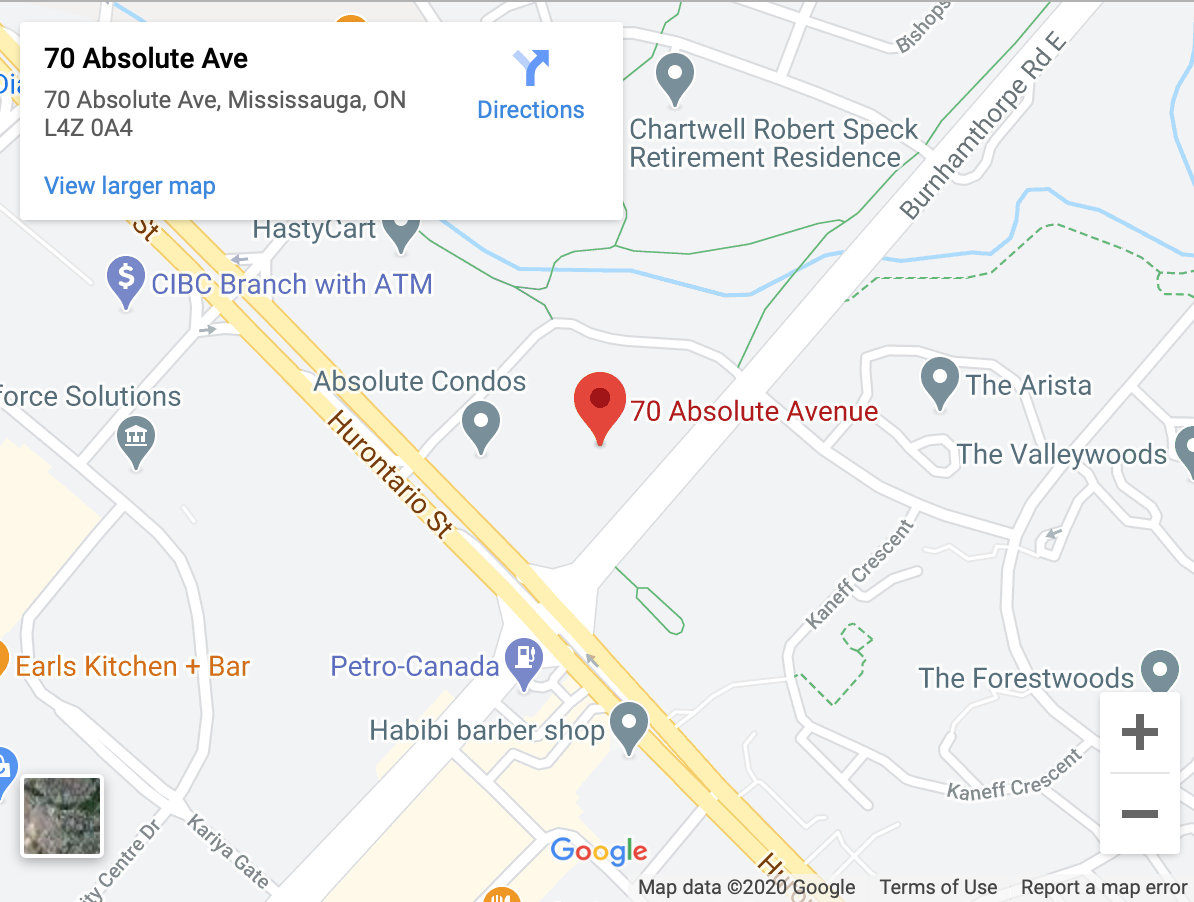 70 Absolute Ave
70 Absolute Ave, Mississauga, ON
L4Z 0A4
Directions
View larger map
Bishops
Burnhamthorpe Rd E
Chartwell Robert Speck
Retirement Residence
St
HastyCart
$ CIBC Branch with ATM
Absolute Condos
force Solutions
70 Absolute Avenue
The Arista
The Valleywoods
Hurontario St
Kaneff Crescent
Earls Kitchen + Bar
Petro-Canada
The Forestwoods
Habibi barber shop
+
Kaneff Crescent
−
Kariya Gate
ity Centre Dr
Google
Hu
Map data ©2020 Google
Terms of Use
Report a map error